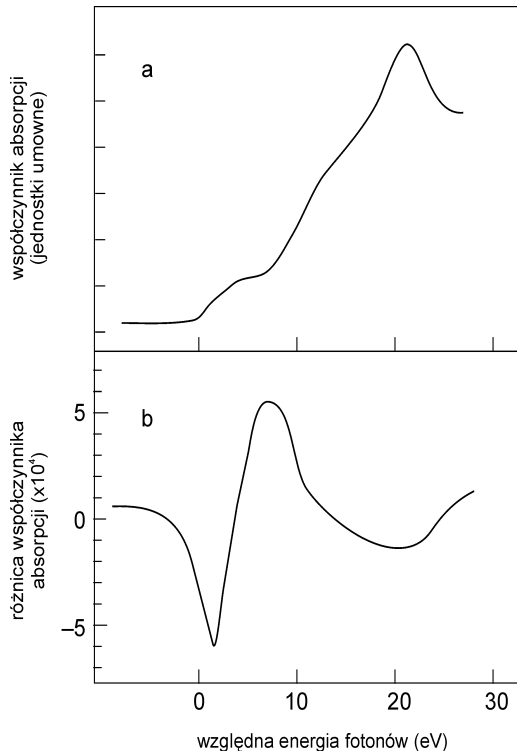 współczynnik absorpcji
(jednostki umowne)
a
różnica współczynnika
absorpcji (x10⁴)
b
5
0
–5
0 10 20 30
względna energia fotonów (eV)